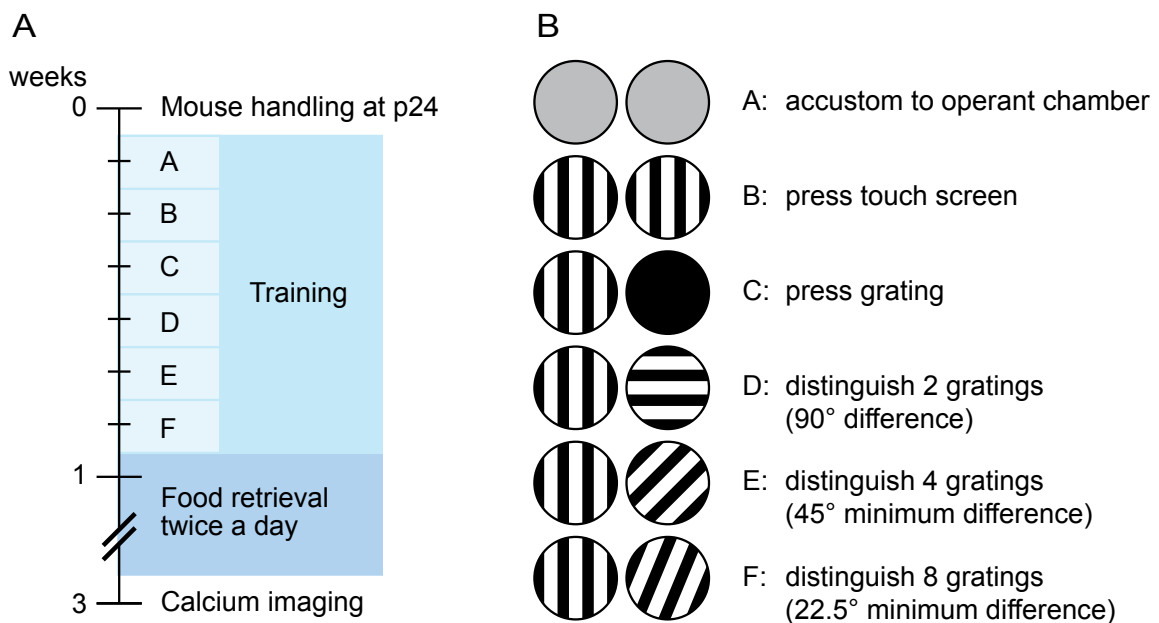 A
weeks
0
Mouse handling at p24
A
B
C
D
E
F
Training
1
Food retrieval
twice a day
3
Calcium imaging
B
A: accustom to operant chamber
B: press touch screen
C: press grating
D: distinguish 2 gratings
(90° difference)
E: distinguish 4 gratings
(45° minimum difference)
F: distinguish 8 gratings
(22.5° minimum difference)